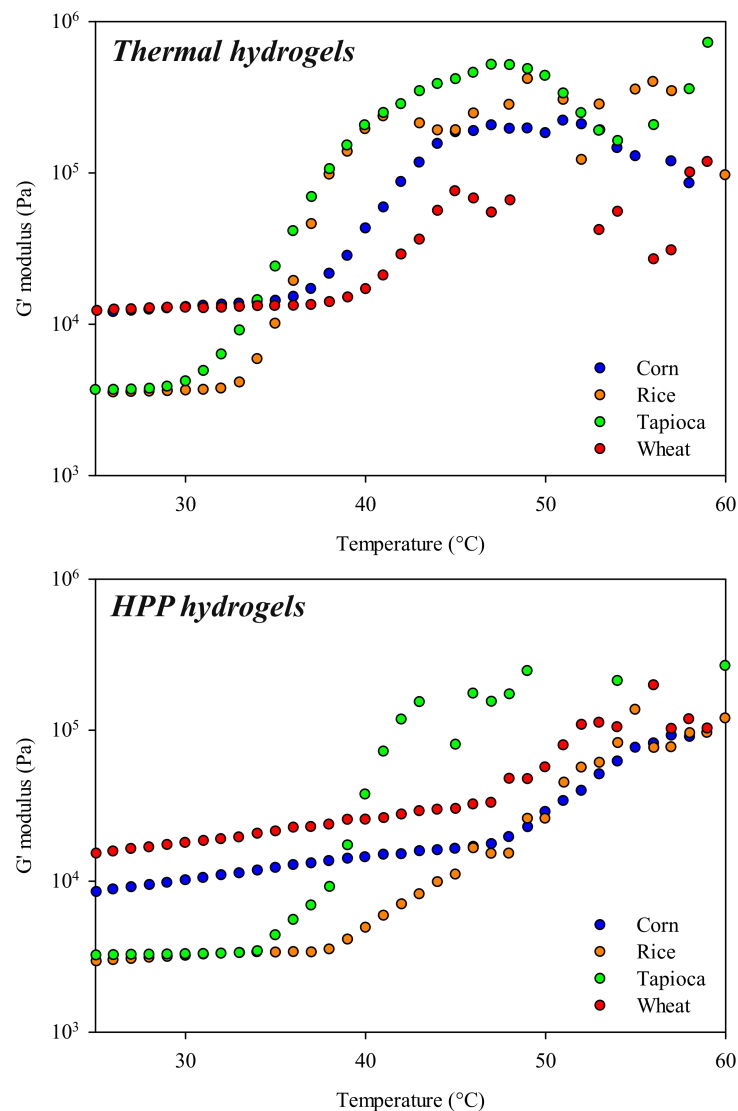 10⁶
Thermal hydrogels
10⁵
G' modulus (Pa)
10⁴
Corn
Rice
Tapioca
Wheat
10³
30 40 50 60
Temperature (°C)
10⁶
HPP hydrogels
10⁵
G' modulus (Pa)
10⁴
Corn
Rice
Tapioca
Wheat
10³
30 40 50 60
Temperature (°C)